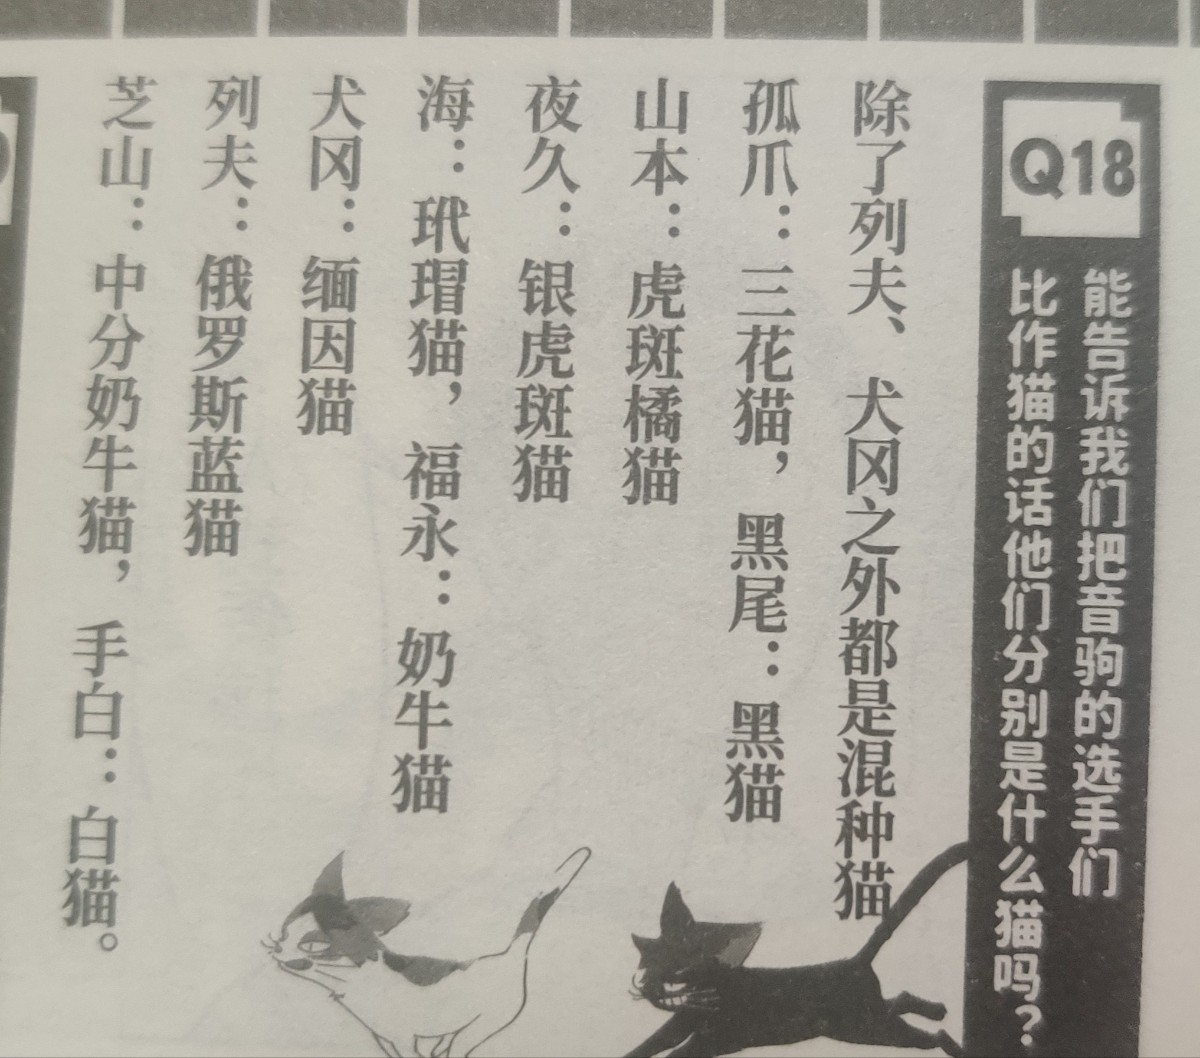 Q18
能告诉我们把音驹的选手们
比作猫的话他们分别是什么猫吗？
除了列夫、犬冈之外都是混种猫
孤爪：三花猫，黑尾：黑猫
山本：虎斑橘猫
夜久：银虎斑猫
海：玳瑁猫，福永：奶牛猫
犬冈：缅因猫
列夫：俄罗斯蓝猫
芝山：中分奶牛猫，手白：白猫。